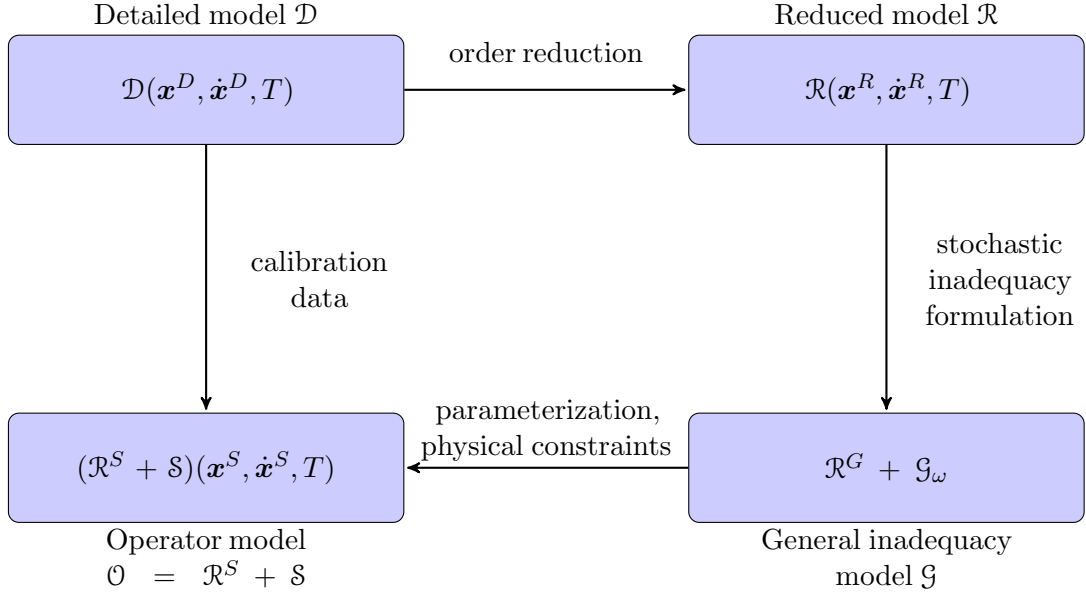 Detailed model 𝒟
Reduced model ℛ
𝒟(𝒙^D, 𝒙̇^D, T)
order reduction
ℛ(𝒙^R, 𝒙̇^R, T)
calibration
data
stochastic
inadequacy
formulation
parameterization,
physical constraints
(ℛ^S + 𝒮)(𝒙^S, 𝒙̇^S, T)
ℛ^G + 𝒢_ω
Operator model
𝒪 = ℛ^S + 𝒮
General inadequacy
model 𝒢